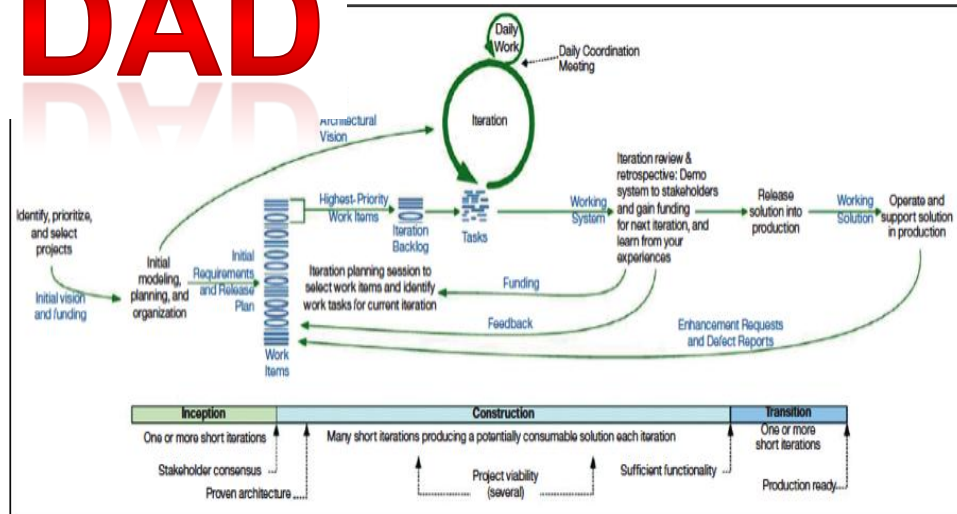 DAD
Daily
Work
Daily Coordination
Meeting
Iteration
Architectural
Vision
Identify, prioritize,
and select
projects
Initial vision
and funding
Initial
modeling,
planning, and
organization
Initial
Requirements
and Release
Plan
Work
Items
Highest-Priority
Work Items
Iteration
Backlog
Tasks
Iteration planning session to
select work items and identify
work tasks for current iteration
Working
System
Iteration review &
retrospective: Demo
system to stakeholders
and gain funding
for next iteration, and
learn from your
experiences
Funding
Feedback
Release
solution into
production
Working
Solution
Operate and
support solution
in production
Enhancement Requests
and Defect Reports
Inception
Construction
Transition
One or more short iterations
Many short iterations producing a potentially consumable solution each iteration
One or more
short iterations
Stakeholder consensus
Proven architecture
Project viability
(several)
Sufficient functionality
Production ready